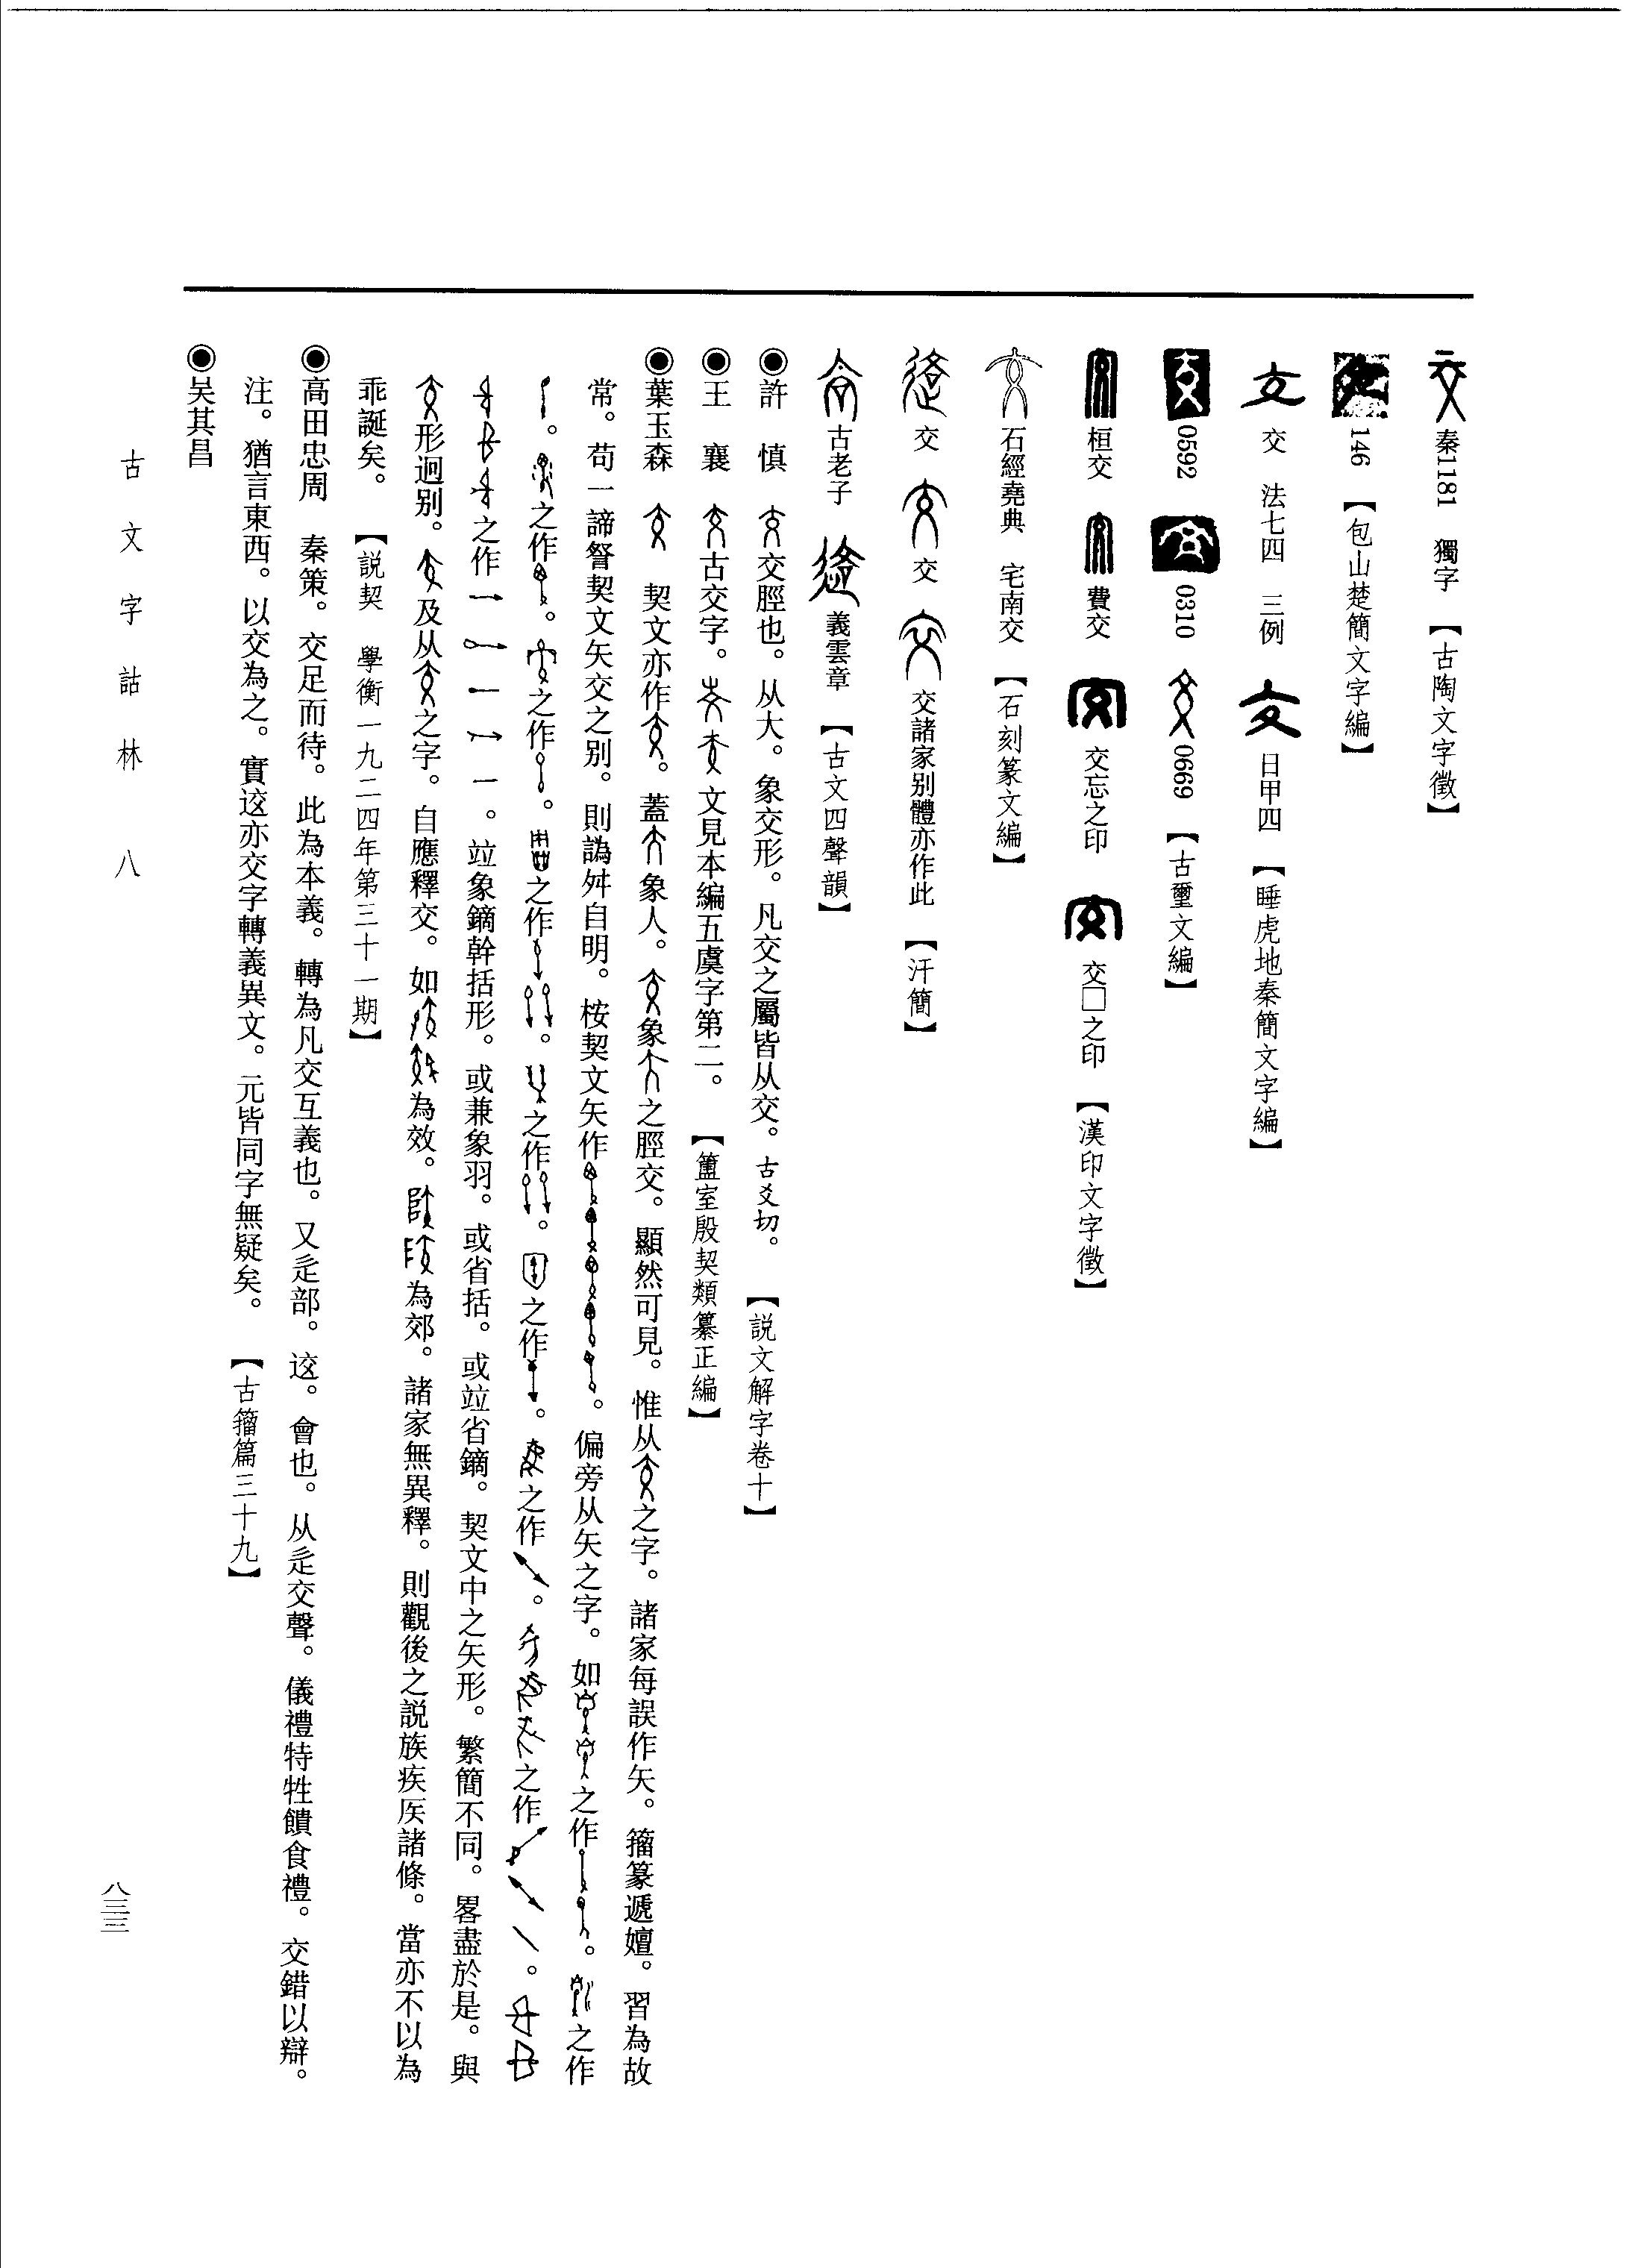 秦1181　獨字　【古陶文字徵】
146　【包山楚簡文字編】
交　法七四　三例　日甲四　【睡虎地秦簡文字編】
0592　0310　0669　【古璽文編】
桓交　費交　交忘之印　交□之印　【漢印文字徵】
石經堯典　宅南交　【石刻篆文編】
交　交　交諸家别體亦作此　【汗簡】
古老子　義雲章　【古文四聲韻】
◉許　慎　交脛也。从大。象交形。凡交之屬皆从交。古爻切。　【説文解字卷十】
◉王　襄　古交字。文見本編五虞字第二。　【簠室殷契類纂正編】
◉葉玉森　契文亦作。蓋象人。象之脛交。顯然可見。惟从之字。諸家每誤作矢。籀篆遞嬗。習為故
常。苟一諦詧契文矢交之别。則譌舛自明。桉契文矢作。偏旁从矢之字。如之作。之作
。之作。之作。之作。之作。之作。之作。之作。
之作。竝象鏑幹括形。或兼象羽。或省括。或竝省鏑。契文中之矢形。繁簡不同。畧盡於是。與
形迥别。及从之字。自應釋交。如為效。為郊。諸家無異釋。則觀後之説族疾医諸條。當亦不以為
乖誕矣。　【説契　學衡一九二四年第三十一期】
◉高田忠周　秦策。交足而待。此為本義。轉為凡交互義也。又辵部。䢒。會也。从辵交聲。儀禮特牲饋食禮。交錯以辯。
注。猶言東西。以交為之。實䢒亦交字轉義異文。元皆同字無疑矣。　【古籀篇三十九】
◉吴其昌
古文字詁林　八
八三三